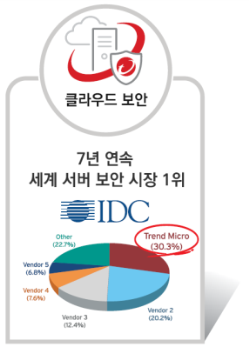 클라우드 보안
7년 연속
세계 서버 보안 시장 1위
IDC
Other
(22.7%)
Trend Micro
(30.3%)
Vendor 5
(6.8%)
Vendor 4
(7.6%)
Vendor 3
(12.4%)
Vendor 2
(20.2%)